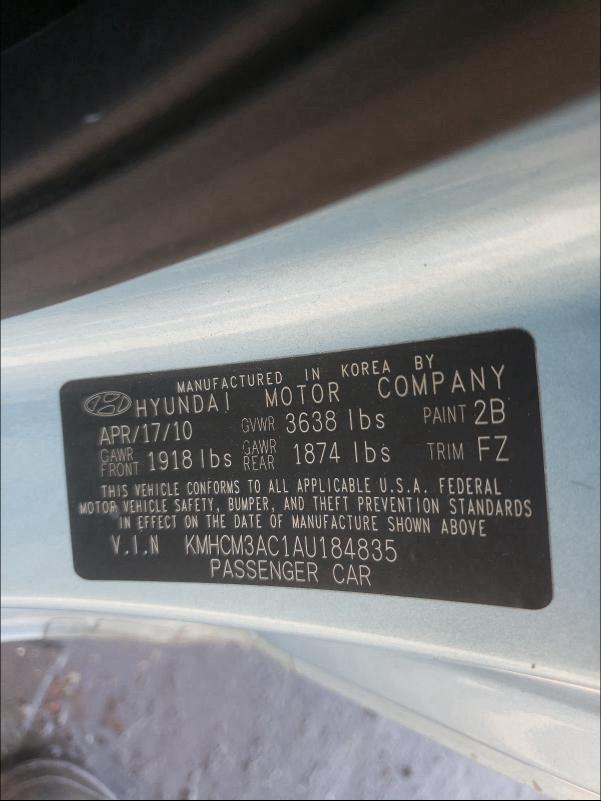 MANUFACTURED IN KOREA BY
HYUNDAI MOTOR COMPANY
APR/17/10 GVWR 3638 lbs PAINT 2B
GAWR FRONT 1918 lbs GAWR REAR 1874 lbs TRIM FZ
THIS VEHICLE CONFORMS TO ALL APPLICABLE U.S.A. FEDERAL
MOTOR VEHICLE SAFETY, BUMPER, AND THEFT PREVENTION STANDARDS
IN EFFECT ON THE DATE OF MANUFACTURE SHOWN ABOVE
V.I.N KMHCM3AC1AU184835
PASSENGER CAR